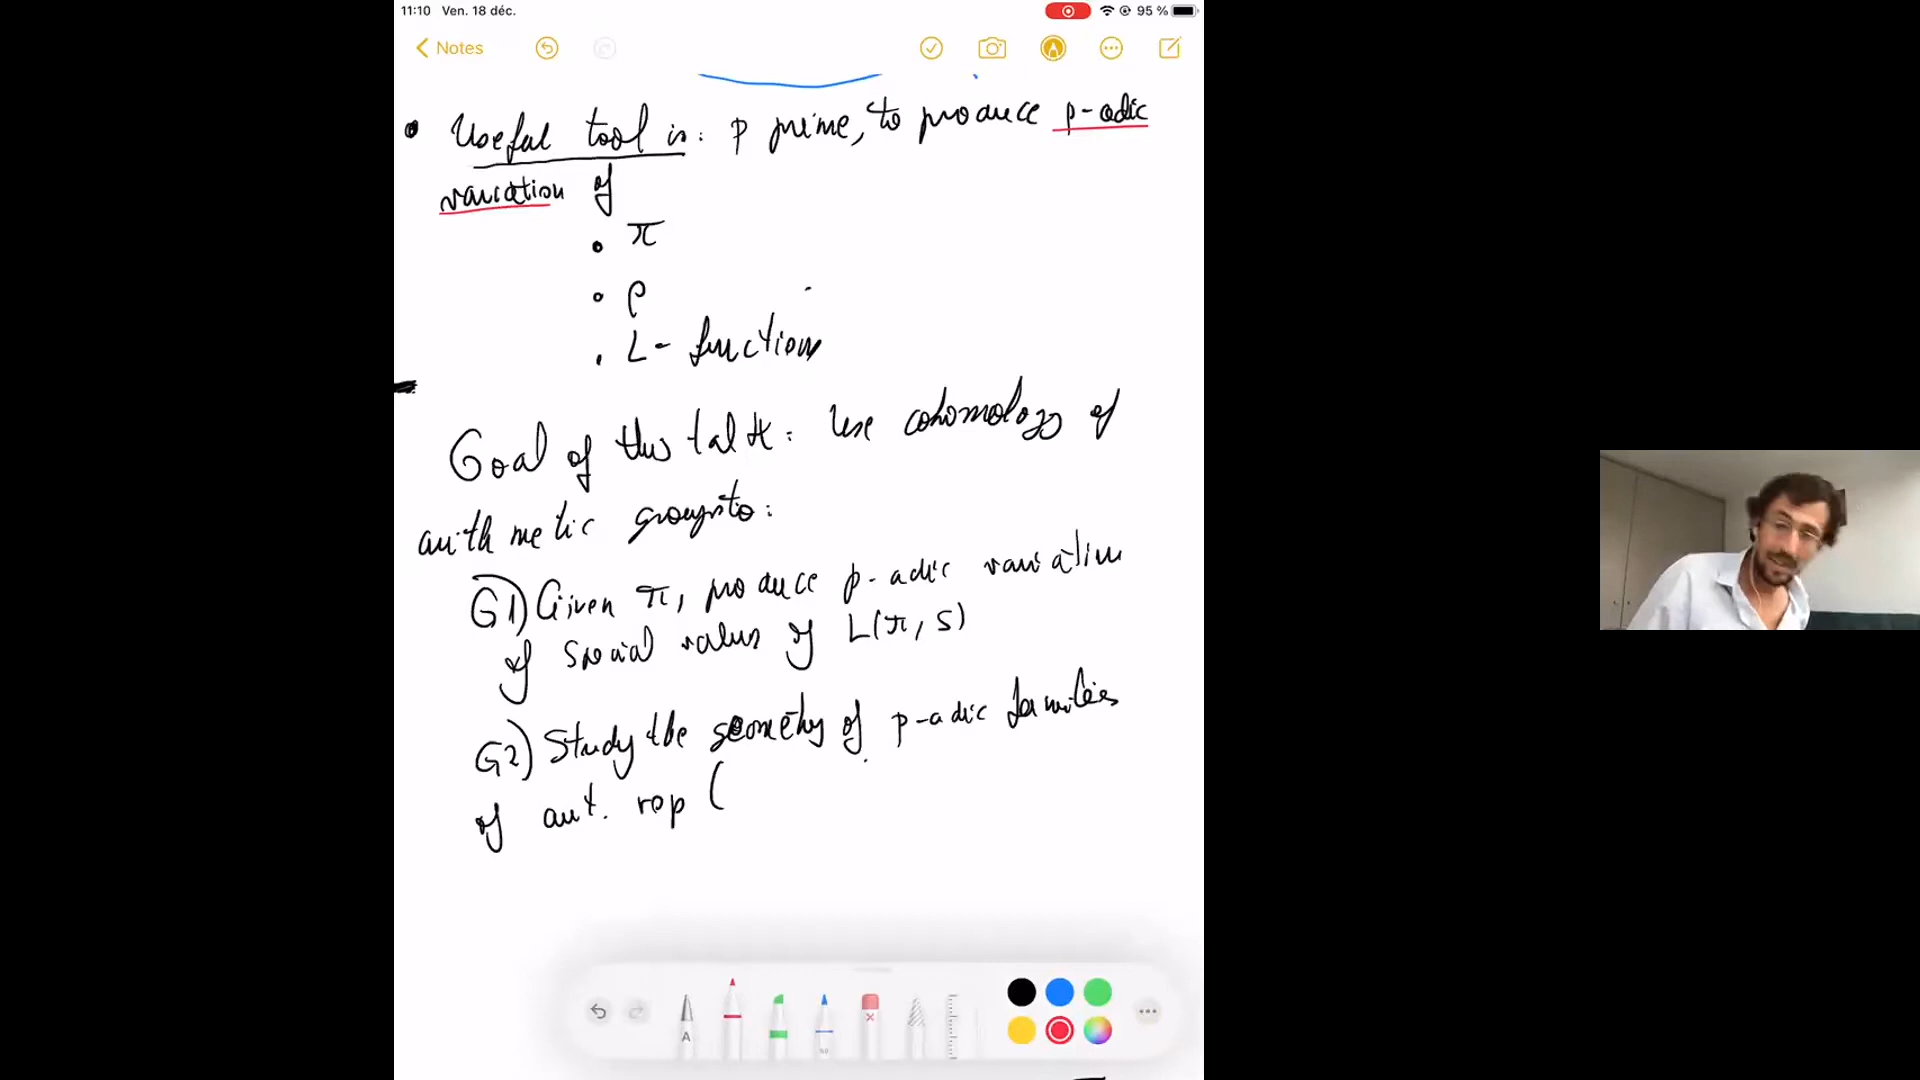 11:10 Ven. 18 déc. 95 %
Notes
• Useful tool is: p prime, to produce p-adic
variation of
• π
• ρ
• L-function
Goal of this talk: Use cohomology of
arithmetic groups to:
G1) Given π, produce p-adic variation
of special values of L(π, s)
G2) Study the geometry of p-adic families
of aut. rep (
A
50